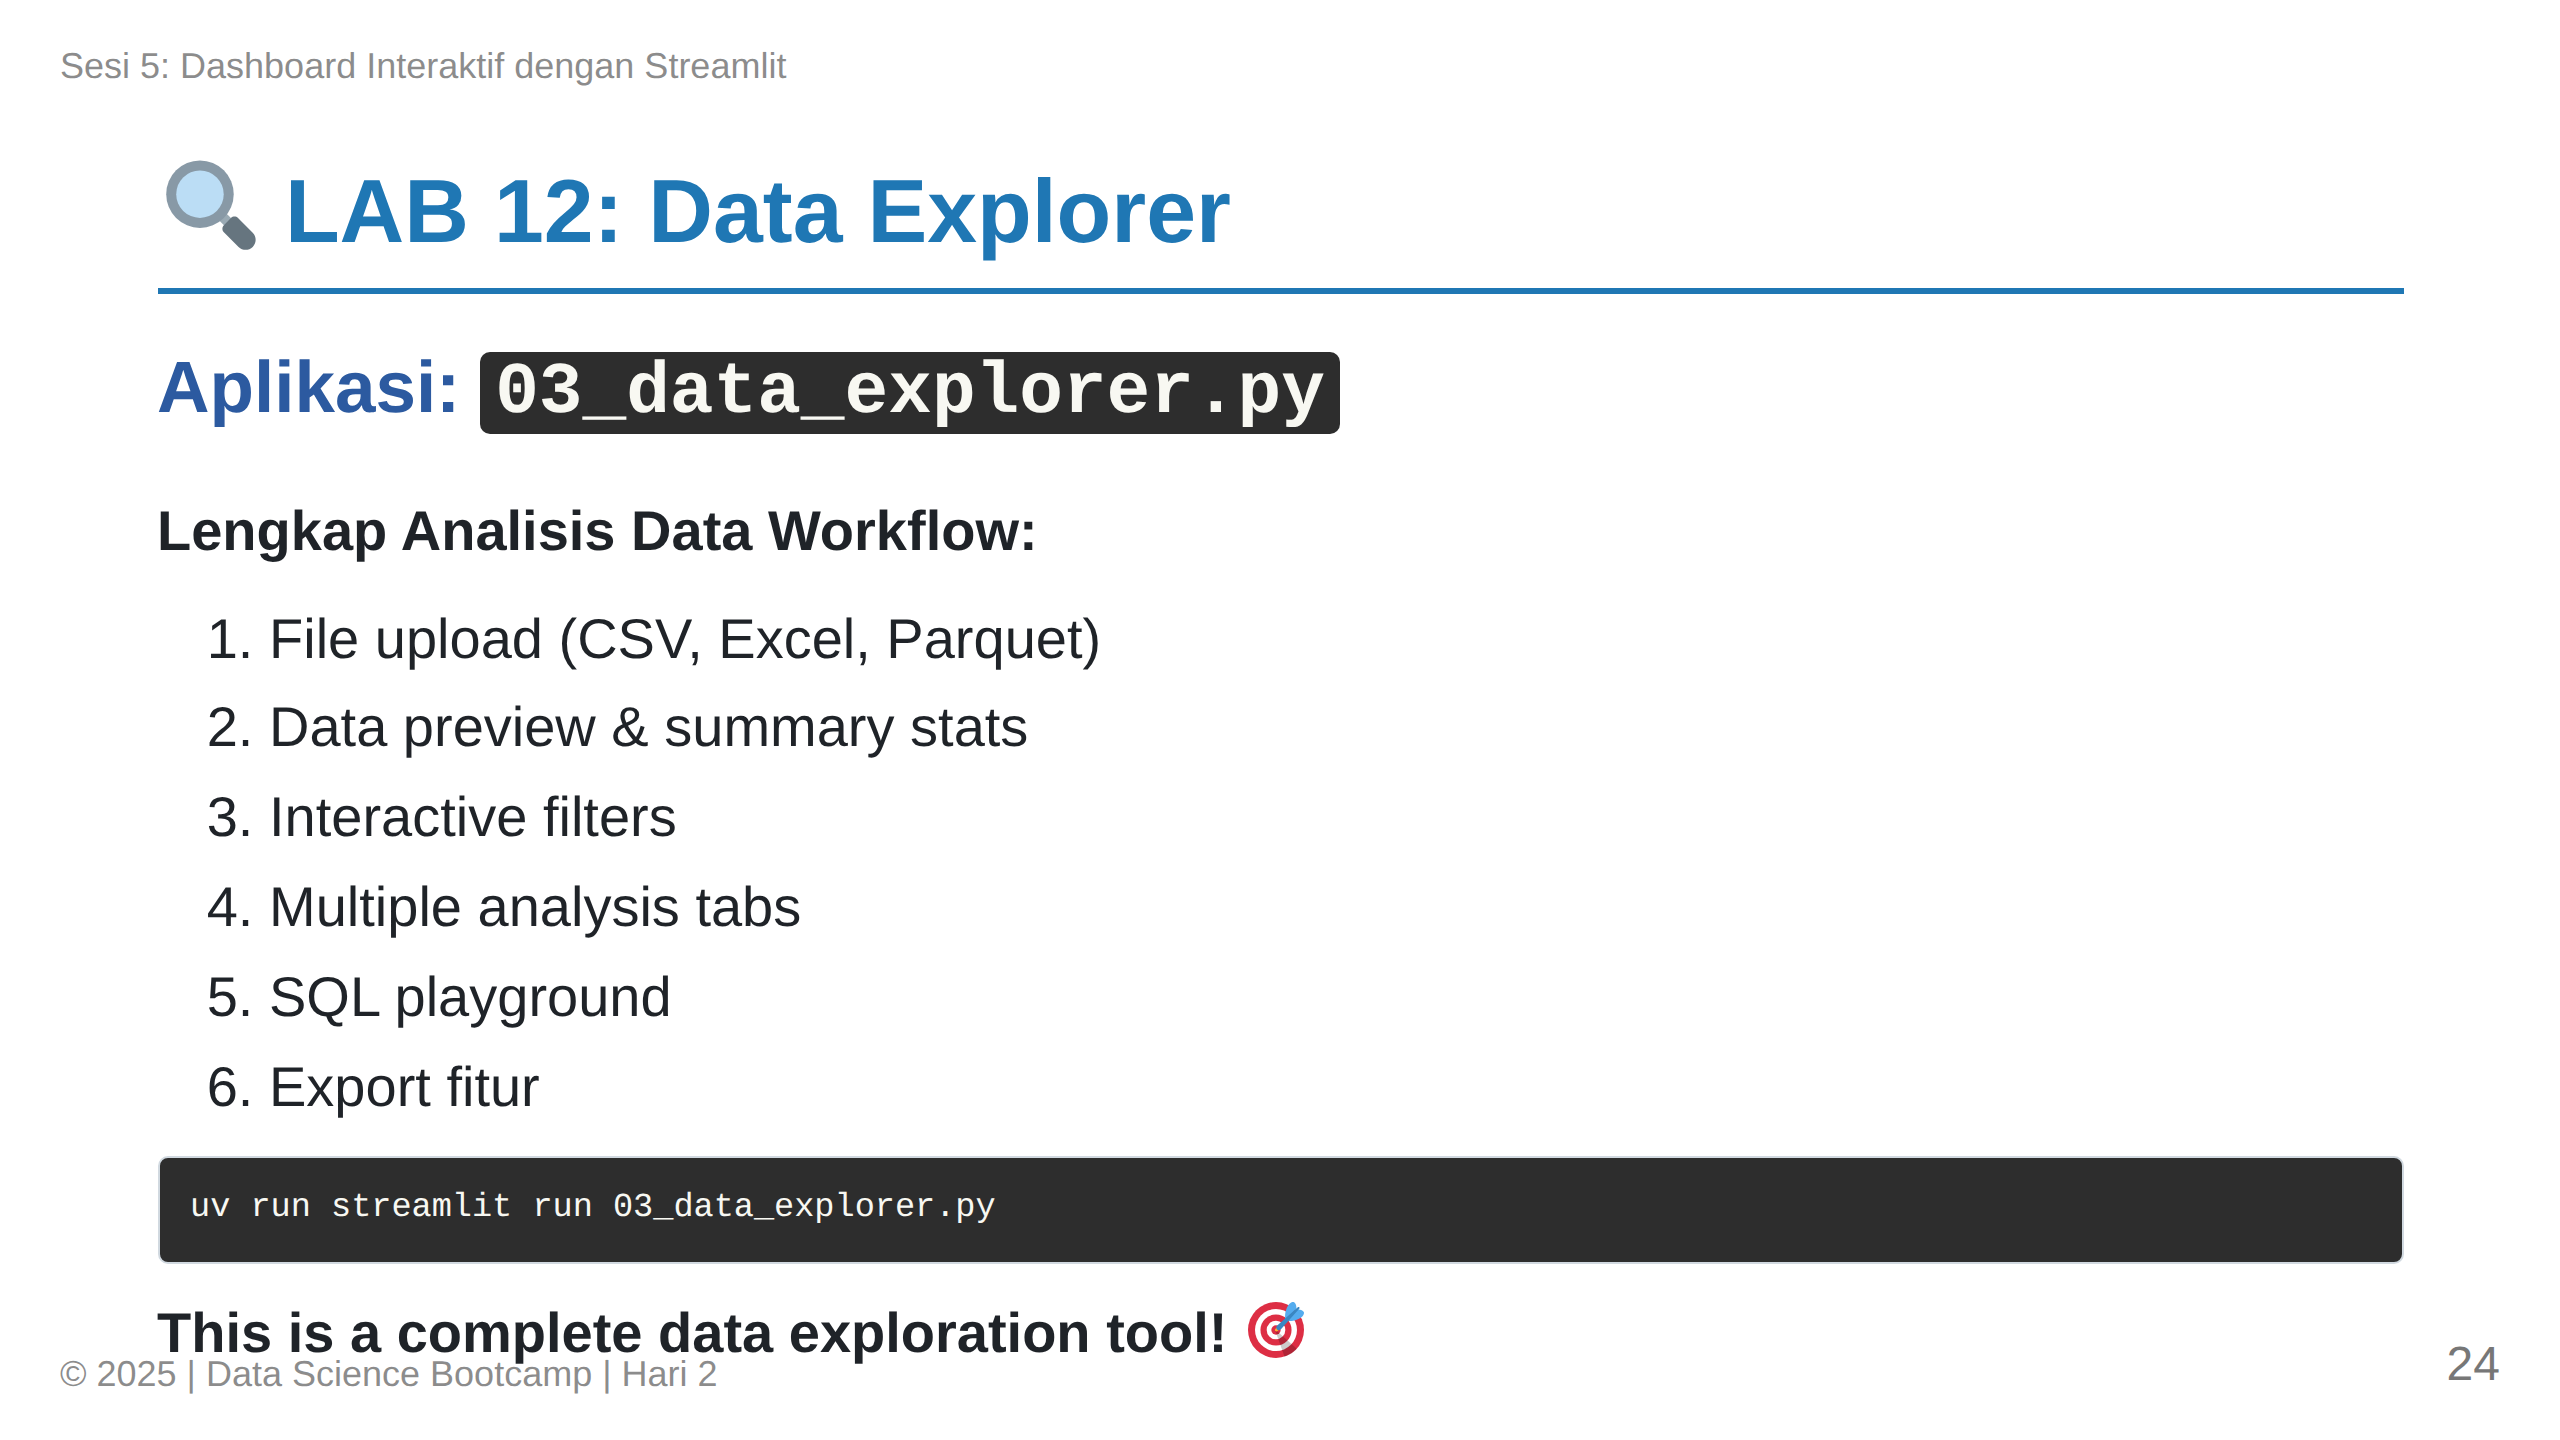 Sesi 5: Dashboard Interaktif dengan Streamlit
🔍 LAB 12: Data Explorer
Aplikasi: 03_data_explorer.py
Lengkap Analisis Data Workflow:
1. File upload (CSV, Excel, Parquet)
2. Data preview & summary stats
3. Interactive filters
4. Multiple analysis tabs
5. SQL playground
6. Export fitur
uv run streamlit run 03_data_explorer.py
This is a complete data exploration tool! 🎯
© 2025 | Data Science Bootcamp | Hari 2
24